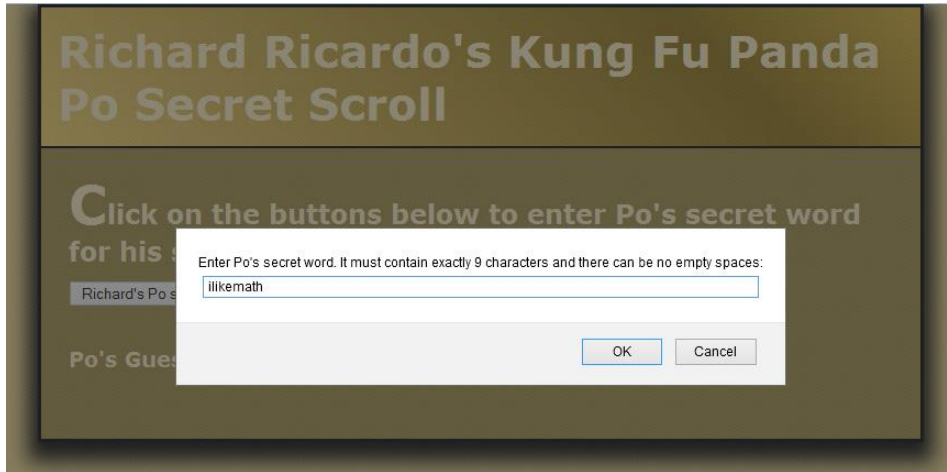 Richard Ricardo's Kung Fu Panda
Po Secret Scroll
Click on the buttons below to enter Po's secret word
for his
Enter Po's secret word. It must contain exactly 9 characters and there can be no empty spaces:
ilikemath
Richard's Po
OK
Cancel
Po's